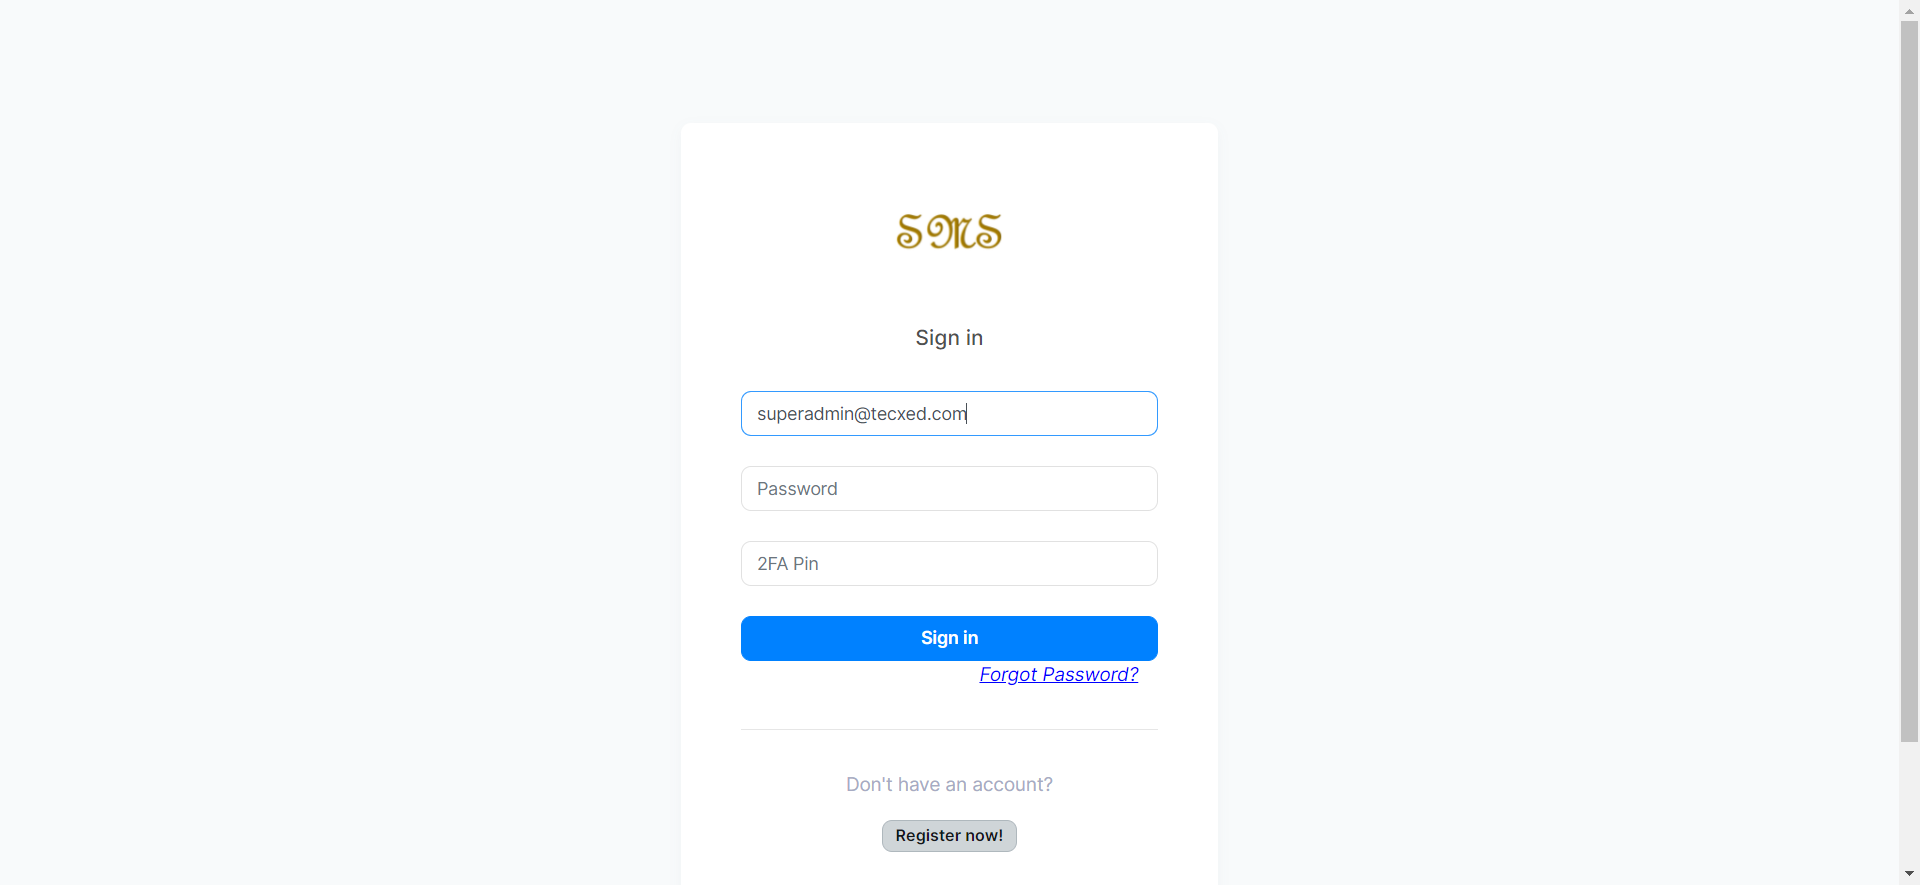 SMS
Sign in
superadmin@tecxed.com
Password
2FA Pin
Sign in
Forgot Password?
Don't have an account?
Register now!